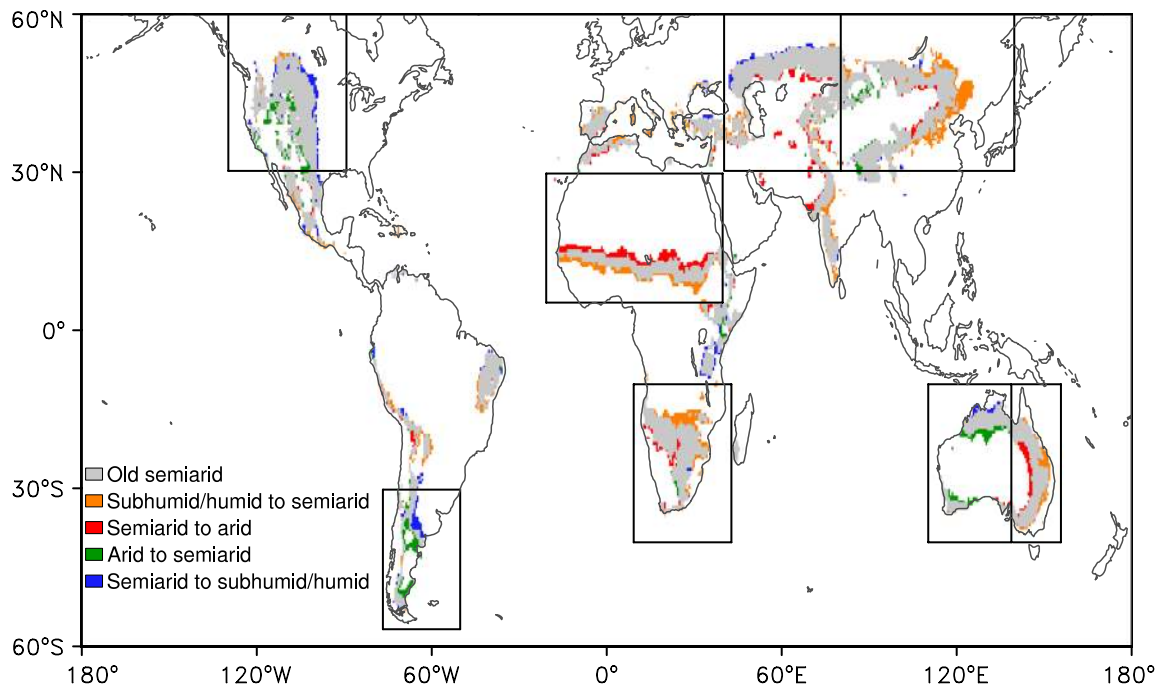 60°N
30°N
0°
30°S
60°S
Old semiarid
Subhumid/humid to semiarid
Semiarid to arid
Arid to semiarid
Semiarid to subhumid/humid
180° 120°W 60°W 0° 60°E 120°E 180°